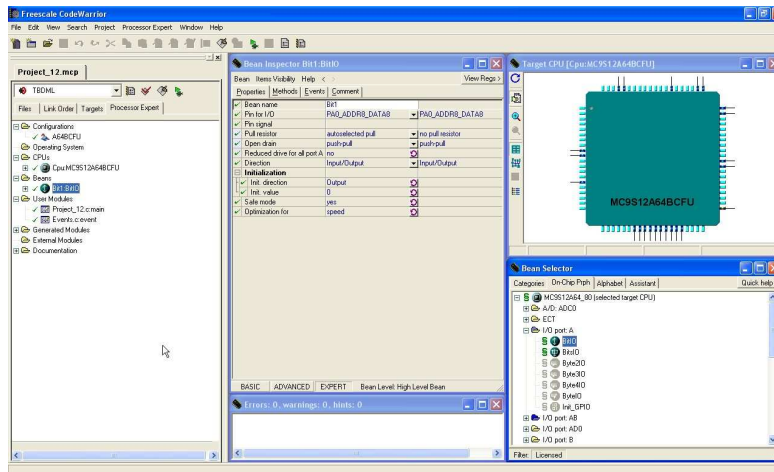 Freescale CodeWarrior
File Edit View Search Project Processor Expert Window Help
Project_12.mcp
TBDML
Files Link Order Targets Processor Expert
Configurations
A64BCFU
Operating System
CPUs
Cpu:MC9S12A64BCFU
Beans
Bit1:BitIO
User Modules
Project_12.c:main
Events.c:event
Generated Modules
External Modules
Documentation
Bean Inspector Bit1:BitIO
Bean Items Visibility Help < > View Regs >
Properties Methods Events Comment
Bean name Bit1
Pin for I/O PA0_ADDR8_DATA8 PA0_ADDR8_DATA8
Pin signal
Pull resistor autoselected pull no pull resistor
Open drain push-pull push-pull
Reduced drive for all port A no
Direction Input/Output Input/Output
Initialization
Init. direction Output
Init. value 0
Safe mode yes
Optimization for speed
BASIC ADVANCED EXPERT Bean Level: High Level Bean
Errors: 0, warnings: 0, hints: 0
Target CPU [Cpu:MC9S12A64BCFU]
MC9S12A64BCFU
Bean Selector
Categories On-Chip Prph Alphabet Assistant Quick help
MC9S12A64_80 (selected target CPU)
A/D: ADC0
ECT
I/O port: A
BitIO
BitsIO
Byte2IO
Byte3IO
Byte4IO
ByteIO
Init_GPIO
I/O port: AB
I/O port: AD0
I/O port: B
Filter: Licensed